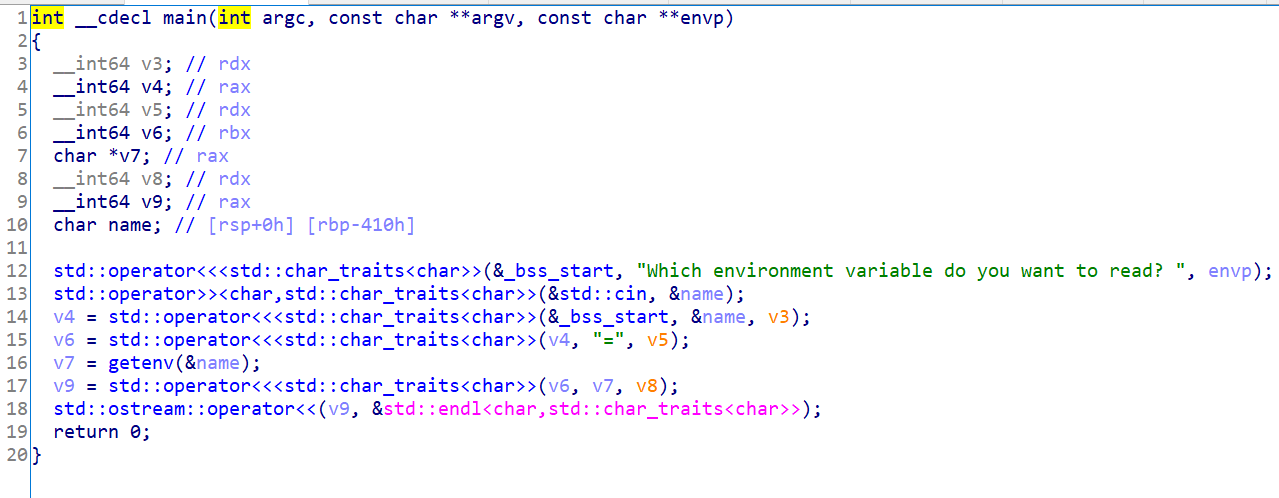 1 int __cdecl main(int argc, const char **argv, const char **envp)
2 {
3   __int64 v3; // rdx
4   __int64 v4; // rax
5   __int64 v5; // rdx
6   __int64 v6; // rbx
7   char *v7; // rax
8   __int64 v8; // rdx
9   __int64 v9; // rax
10   char name; // [rsp+0h] [rbp-410h]
11
12   std::operator<<<std::char_traits<char>>(&_bss_start, "Which environment variable do you want to read? ", envp);
13   std::operator>><char,std::char_traits<char>>(&std::cin, &name);
14   v4 = std::operator<<<std::char_traits<char>>(&_bss_start, &name, v3);
15   v6 = std::operator<<<std::char_traits<char>>(v4, "=", v5);
16   v7 = getenv(&name);
17   v9 = std::operator<<<std::char_traits<char>>(v6, v7, v8);
18   std::ostream::operator<<(v9, &std::endl<char,std::char_traits<char>>);
19   return 0;
20 }